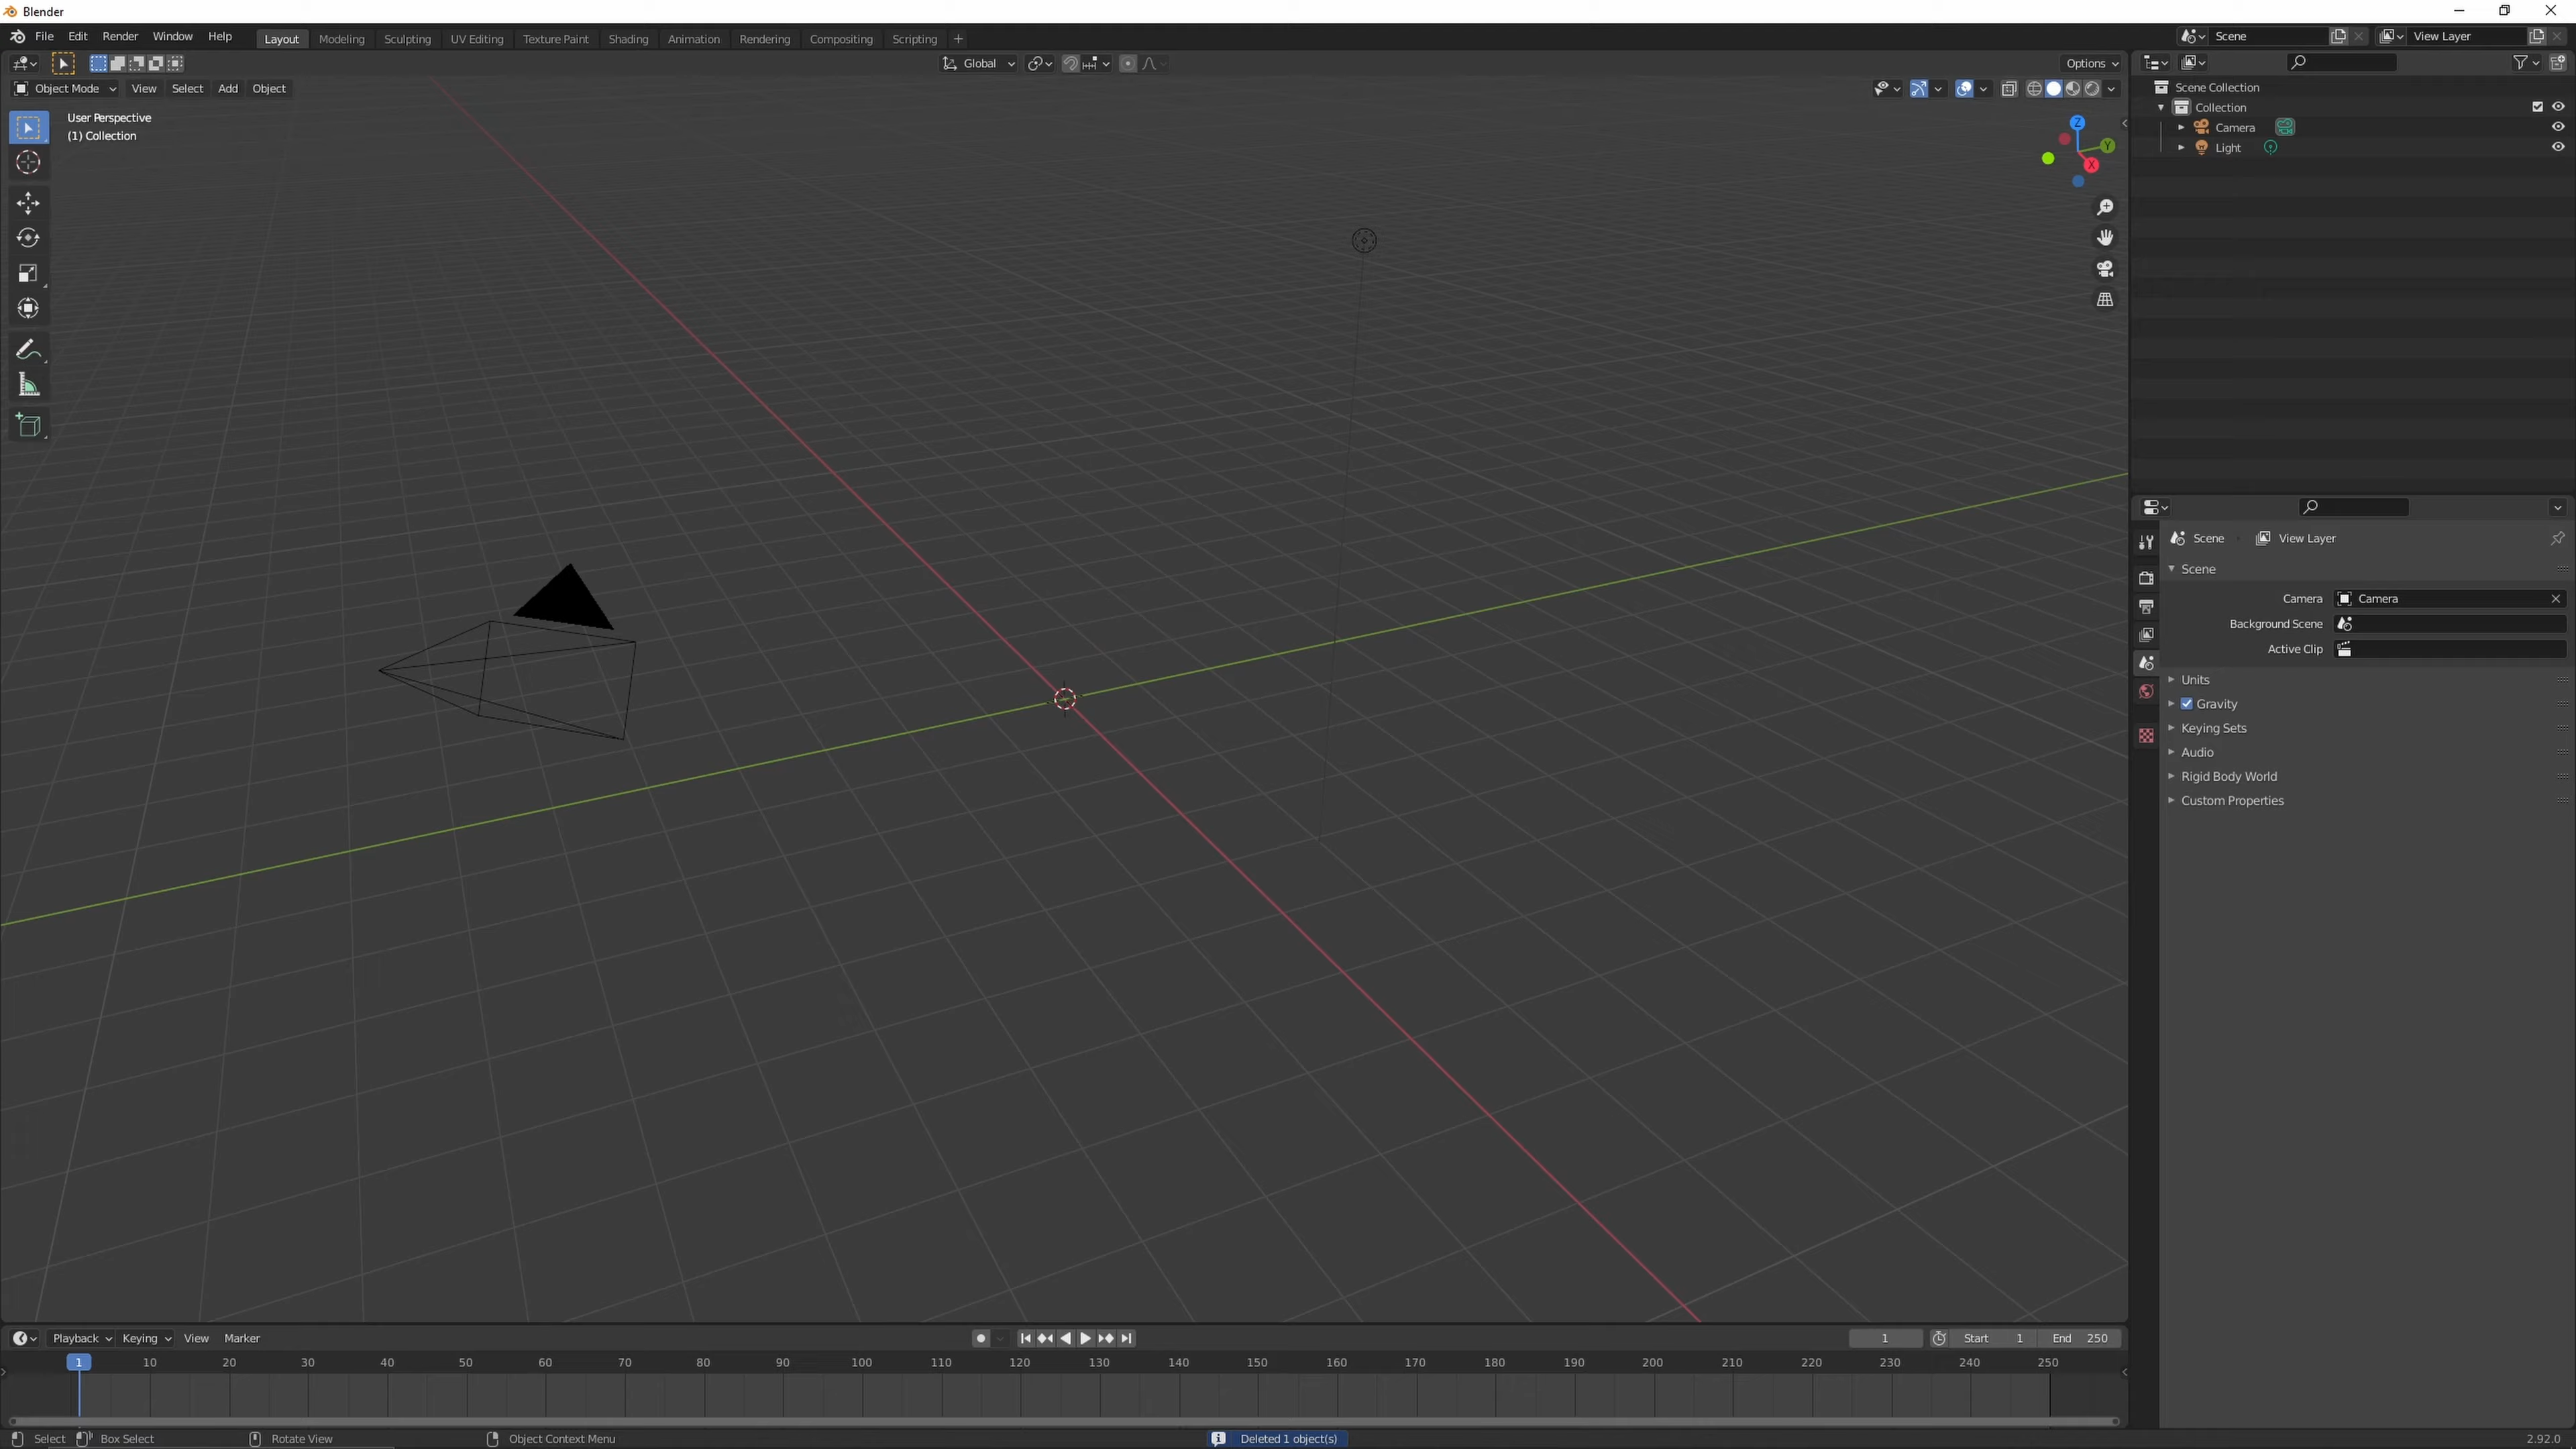 Blender
File Edit Render Window Help Layout Modeling Sculpting UV Editing Texture Paint Shading Animation Rendering Compositing Scripting + Scene View Layer
Global Options
Object Mode View Select Add Object
User Perspective
(1) Collection
Z
Y
X
Scene Collection
Collection
Camera
Light
Scene View Layer
Scene
Camera Camera
Background Scene
Active Clip
Units
Gravity
Keying Sets
Audio
Rigid Body World
Custom Properties
Playback Keying View Marker 1 Start 1 End 250
1 10 20 30 40 50 60 70 80 90 100 110 120 130 140 150 160 170 180 190 200 210 220 230 240 250
Select Box Select Rotate View Object Context Menu Deleted 1 object(s) 2.92.0